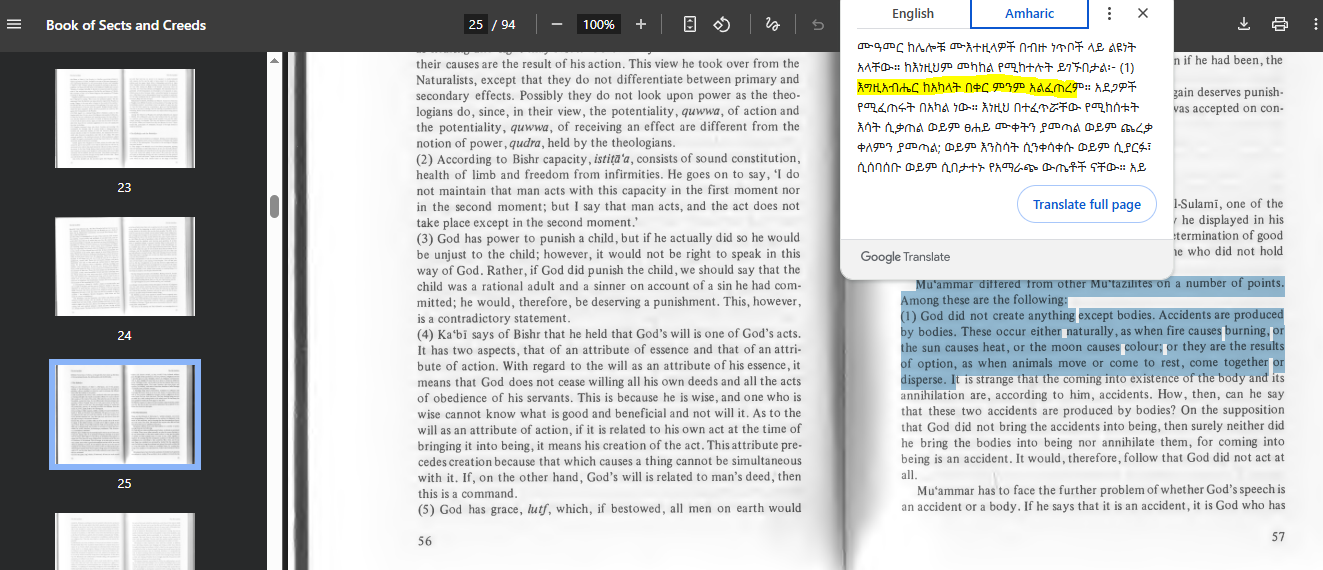 Book of Sects and Creeds
25 / 94
100%
23
24
25
their causes are the result of his action. This view he took over from the
Naturalists, except that they do not differentiate between primary and
secondary effects. Possibly they do not look upon power as the theo-
logians do, since, in their view, the potentiality, quwwa, of action and
the potentiality, quwwa, of receiving an effect are different from the
notion of power, qudra, held by the theologians.
(2) According to Bishr capacity, istiṭāʿa, consists of sound constitution,
health of limb and freedom from infirmities. He goes on to say, ‘I do
not maintain that man acts with this capacity in the first moment nor
in the second moment; but I say that man acts, and the act does not
take place except in the second moment.’
(3) God has power to punish a child, but if he actually did so he would
be unjust to the child; however, it would not be right to speak in this
way of God. Rather, if God did punish the child, we should say that the
child was a rational adult and a sinner on account of a sin he had com-
mitted; he would, therefore, be deserving a punishment. This, however,
is a contradictory statement.
(4) Kaʿbī says of Bishr that he held that God’s will is one of God’s acts.
It has two aspects, that of an attribute of essence and that of an attri-
bute of action. With regard to the will as an attribute of his essence, it
means that God does not cease willing all his own deeds and all the acts
of obedience of his servants. This is because he is wise, and one who is
wise cannot know what is good and beneficial and not will it. As to the
will as an attribute of action, if it is related to his own act at the time of
bringing it into being, it means his creation of the act. This attribute pre-
cedes creation because that which causes a thing cannot be simultaneous
with it. If, on the other hand, God’s will is related to man’s deed, then
this is a command.
(5) God has grace, lutf, which, if bestowed, all men on earth would
56
English
Amharic
ሙዓመር ከሌሎቹ ሙእተዚላዎች በብዙ ነጥቦች ላይ ልዩነት
አላቸው። ከእነዚህም መካከል የሚከተሉት ይገኙበታል፡- (1)
እግዚአብሔር ከአካላት በቀር ምንም አልፈጠረም። አደጋዎች
የሚፈጠሩት በአካል ነው። እነዚህ በተፈጥሯቸው የሚከሰቱት
እሳት ሲቃጠል ወይም ፀሐይ ሙቀትን ያመጣል ወይም ጨረቃ
ቀለምን ያመጣል; ወይም እንስሳት ሲንቀሳቀሱ ወይም ሲያርፉ፣
ሲሰባሰቡ ወይም ሲበታተኑ የአማራጭ ውጤቶች ናቸው። አይ
Translate full page
Google Translate
n if he had been, the
gain deserves punish-
was accepted on con-
l-Sulamī, one of the
he displayed in his
etermination of good
ne who did not hold
Muʿammar differed from other Muʿtazilites on a number of points.
Among these are the following:
(1) God did not create anything except bodies. Accidents are produced
by bodies. These occur either naturally, as when fire causes burning, or
the sun causes heat, or the moon causes colour; or they are the results
of option, as when animals move or come to rest, come together or
disperse. It is strange that the coming into existence of the body and its
annihilation are, according to him, accidents. How, then, can he say
that these two accidents are produced by bodies? On the supposition
that God did not bring the accidents into being, then surely neither did
he bring the bodies into being nor annihilate them, for coming into
being is an accident. It would, therefore, follow that God did not act at
all.
Muʿammar has to face the further problem of whether God’s speech is
an accident or a body. If he says that it is an accident, it is God who has
57